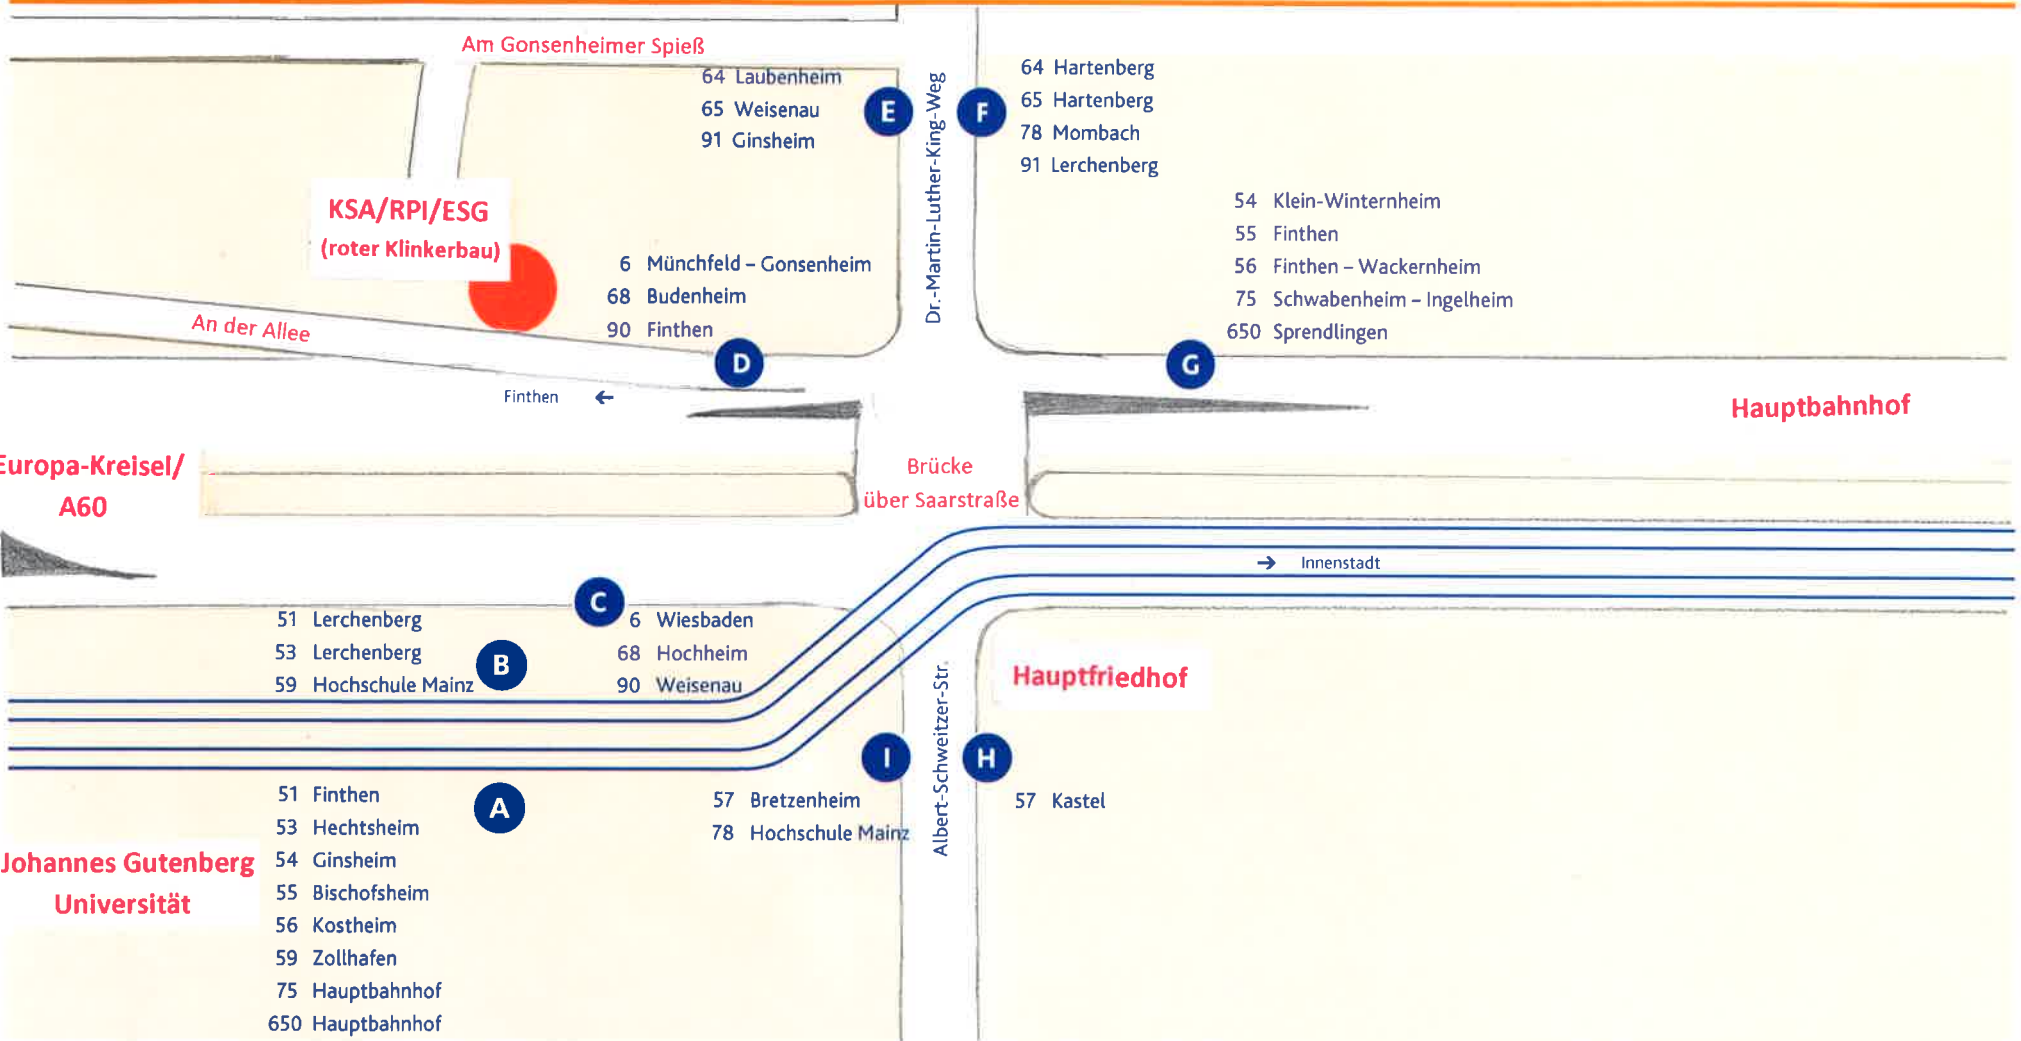 Am Gonsenheimer Spieß
64 Laubenheim
65 Weisenau
91 Ginsheim
E
Dr.-Martin-Luther-King-Weg
F
64 Hartenberg
65 Hartenberg
78 Mombach
91 Lerchenberg
KSA/RPI/ESG
(roter Klinkerbau)
6 Münchfeld – Gonsenheim
68 Budenheim
90 Finthen
D
54 Klein-Winternheim
55 Finthen
56 Finthen – Wackernheim
75 Schwabenheim – Ingelheim
650 Sprendlingen
G
An der Allee
Finthen ←
Hauptbahnhof
Europa-Kreisel/
A60
Brücke
über Saarstraße
→ Innenstadt
51 Lerchenberg
53 Lerchenberg
59 Hochschule Mainz
B
C
6 Wiesbaden
68 Hochheim
90 Weisenau
Hauptfriedhof
Albert-Schweitzer-Str.
I
H
57 Bretzenheim
78 Hochschule Mainz
57 Kastel
A
51 Finthen
53 Hechtsheim
54 Ginsheim
55 Bischofsheim
56 Kostheim
59 Zollhafen
75 Hauptbahnhof
650 Hauptbahnhof
Johannes Gutenberg
Universität